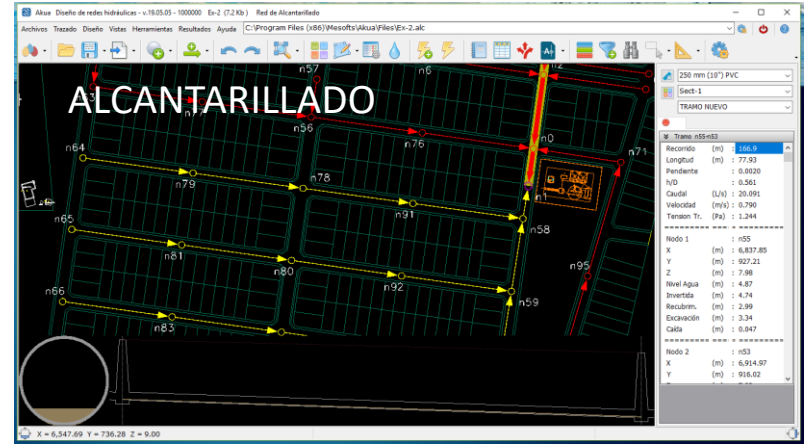 Akua Diseño de redes hidráulicas - v.19.05.05 - 1000000 Ex-2 (7.2 Kb ) Red de Alcantarillado
Archivos Trazado Diseño Vistas Herramientas Resultados Ayuda C:\Program Files (x86)\Mesofts\Akua\Files\Ex-2.alc
250 mm (10") PVC
Sect-1
TRAMO NUEVO
ALCANTARILLADO
n57
n6
n2
n53
n77
n56
n76
n0
n71
n64
n79
n78
n91
n1
n58
n65
n81
n80
n92
n95
n66
n83
n59
Tramo n55-n53
Recorrido (m) : 166.9
Longitud (m) : 77.93
Pendiente : 0.0020
h/D : 0.561
Caudal (L/s) : 20.091
Velocidad (m/s) : 0.790
Tension Tr. (Pa) : 1.244
========== === = ==========
Nodo 1 : n55
X (m) : 6,837.85
Y (m) : 927.21
Z (m) : 7.98
Nivel Agua (m) : 4.87
Invertida (m) : 4.74
Recubrim. (m) : 2.99
Excavación (m) : 3.34
Caída (m) : 0.047
========== === = ==========
Nodo 2 : n53
X (m) : 6,914.97
Y (m) : 916.02
X = 6,547.69 Y = 736.28 Z = 9.00